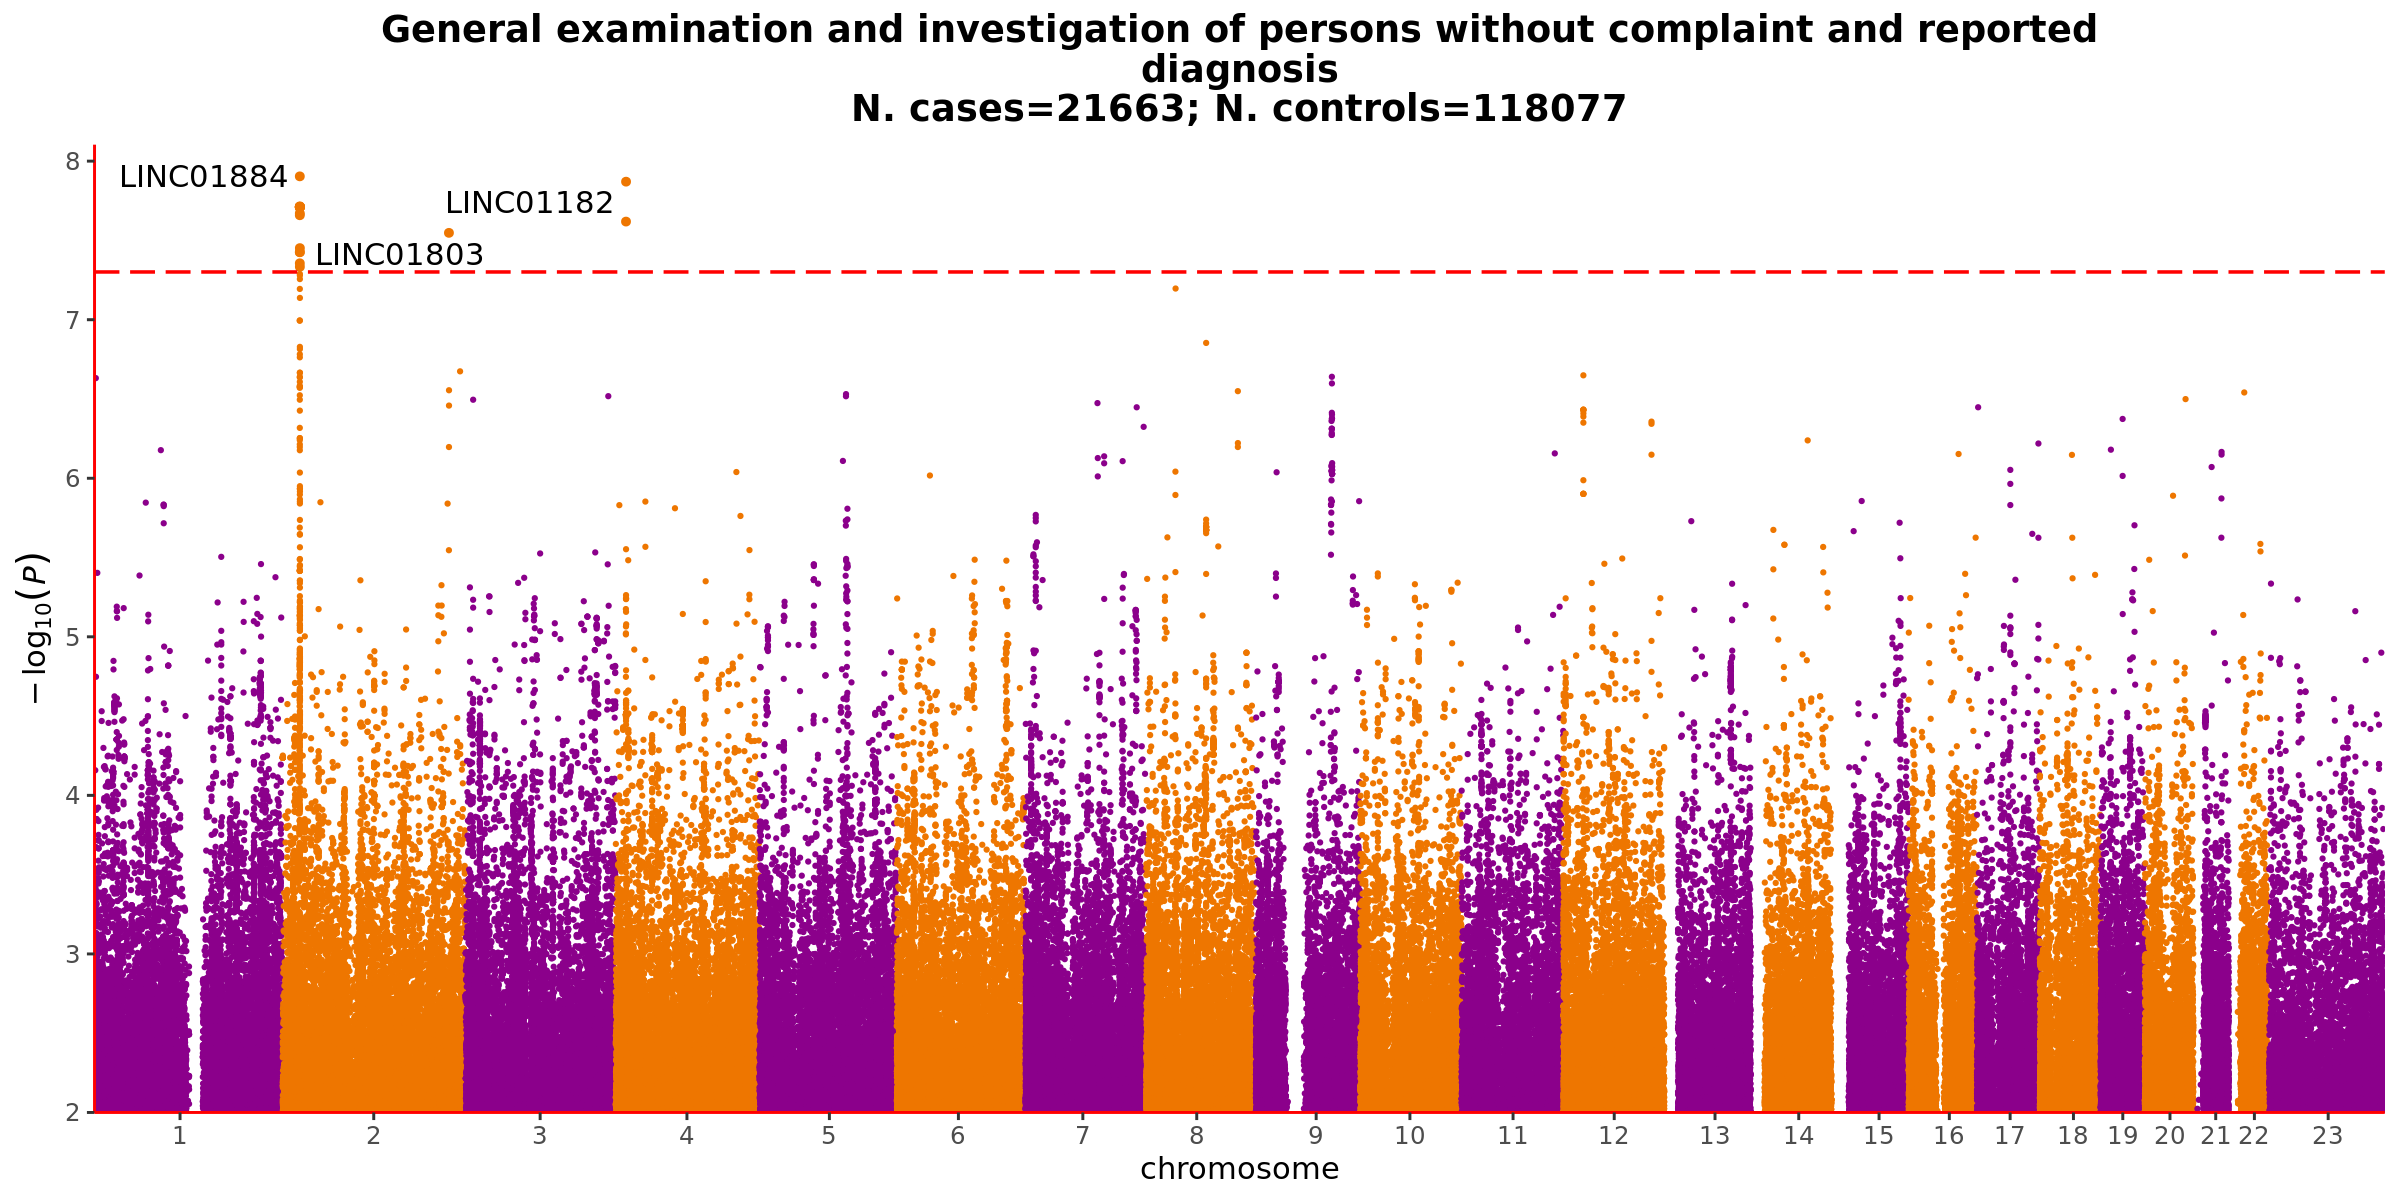 General examination and investigation of persons without complaint and reported
diagnosis
N. cases=21663; N. controls=118077
8
LINC01884
LINC01182
LINC01803
7
6
5
4
3
2
−log10(P)
1 2 3 4 5 6 7 8 9 10 11 12 13 14 15 16 17 18 19 20 21 22 23
chromosome